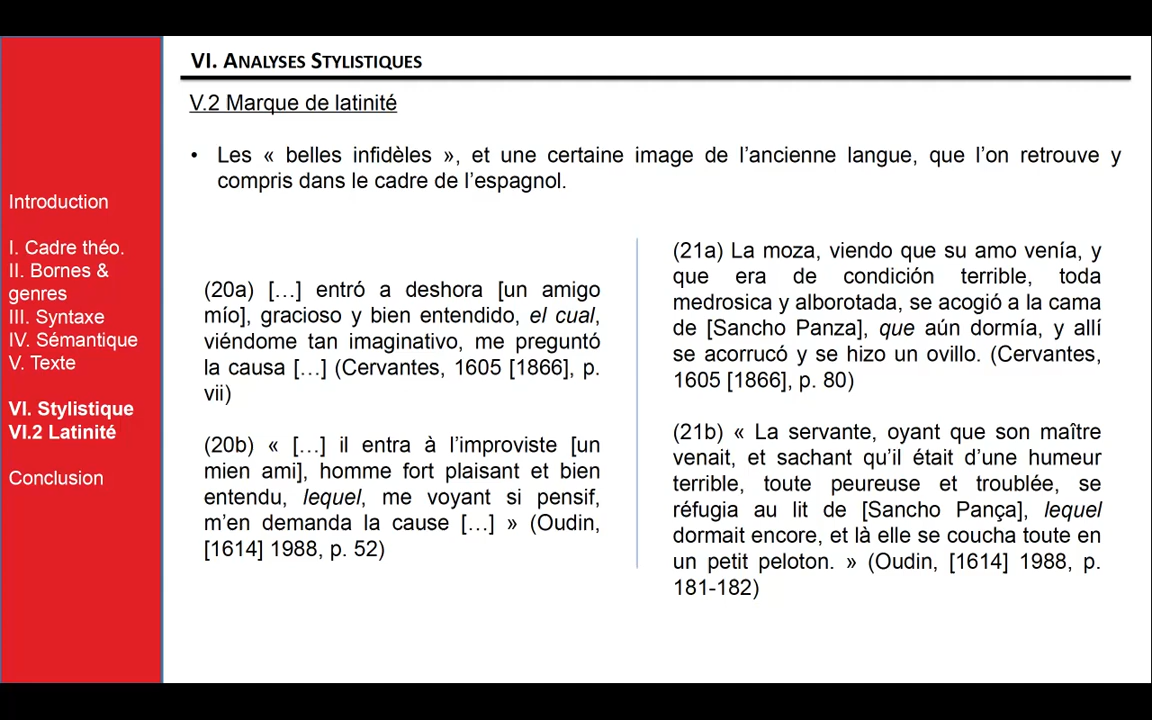 VI. ANALYSES STYLISTIQUES
V.2 Marque de latinité
• Les « belles infidèles », et une certaine image de l’ancienne langue, que l’on retrouve y
compris dans le cadre de l’espagnol.
Introduction
I. Cadre théo.
II. Bornes &
genres
III. Syntaxe
IV. Sémantique
V. Texte
VI. Stylistique
VI.2 Latinité
Conclusion
(20a) […] entró a deshora [un amigo
mío], gracioso y bien entendido, el cual,
viéndome tan imaginativo, me preguntó
la causa […] (Cervantes, 1605 [1866], p.
vii)
(20b) « […] il entra à l’improviste [un
mien ami], homme fort plaisant et bien
entendu, lequel, me voyant si pensif,
m’en demanda la cause […] » (Oudin,
[1614] 1988, p. 52)
(21a) La moza, viendo que su amo venía, y
que era de condición terrible, toda
medrosica y alborotada, se acogió a la cama
de [Sancho Panza], que aún dormía, y allí
se acorrucó y se hizo un ovillo. (Cervantes,
1605 [1866], p. 80)
(21b) « La servante, oyant que son maître
venait, et sachant qu’il était d’une humeur
terrible, toute peureuse et troublée, se
réfugia au lit de [Sancho Pança], lequel
dormait encore, et là elle se coucha toute en
un petit peloton. » (Oudin, [1614] 1988, p.
181-182)